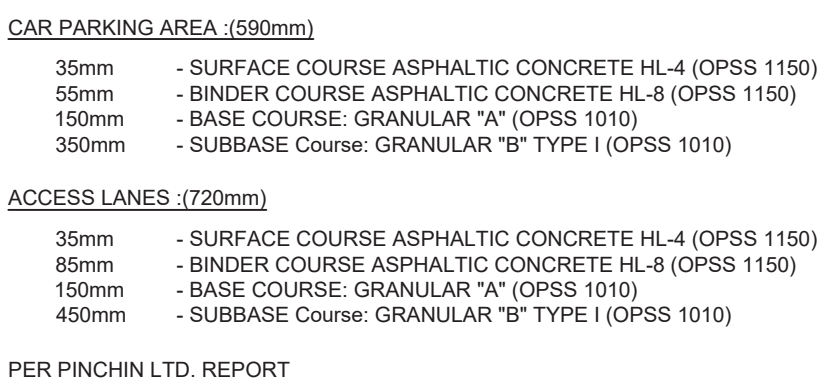 CAR PARKING AREA :(590mm)
35mm - SURFACE COURSE ASPHALTIC CONCRETE HL-4 (OPSS 1150)
55mm - BINDER COURSE ASPHALTIC CONCRETE HL-8 (OPSS 1150)
150mm - BASE COURSE: GRANULAR "A" (OPSS 1010)
350mm - SUBBASE Course: GRANULAR "B" TYPE I (OPSS 1010)
ACCESS LANES :(720mm)
35mm - SURFACE COURSE ASPHALTIC CONCRETE HL-4 (OPSS 1150)
85mm - BINDER COURSE ASPHALTIC CONCRETE HL-8 (OPSS 1150)
150mm - BASE COURSE: GRANULAR "A" (OPSS 1010)
450mm - SUBBASE Course: GRANULAR "B" TYPE I (OPSS 1010)
PER PINCHIN LTD. REPORT